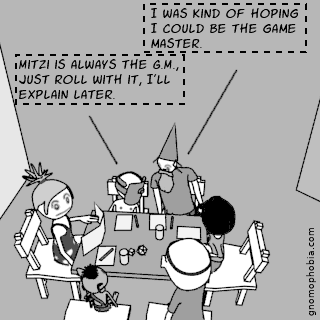 I WAS KIND OF HOPING
I COULD BE THE GAME
MASTER.
MITZI IS ALWAYS THE G.M.,
JUST ROLL WITH IT, I'LL
EXPLAIN LATER.
gnomophobia.com